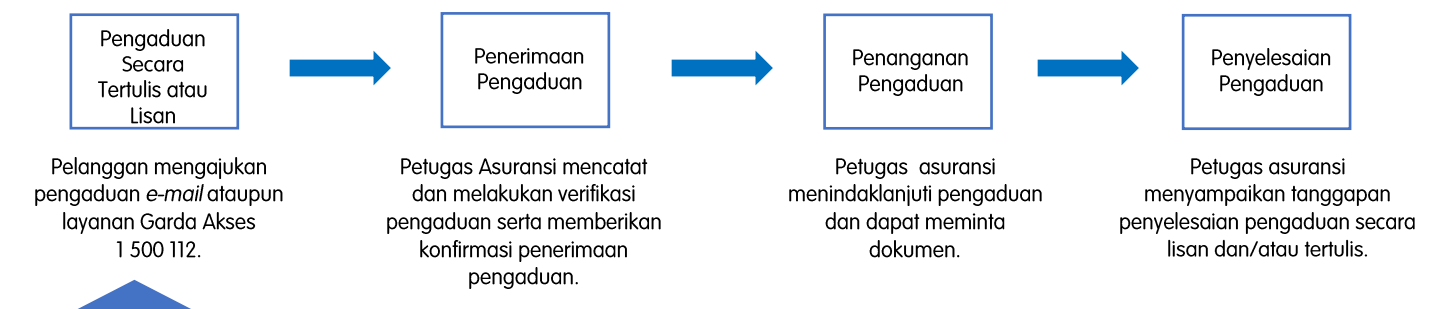 Pengaduan
Secara
Tertulis atau
Lisan
Pelanggan mengajukan
pengaduan e-mail ataupun
layanan Garda Akses
1 500 112.
Penerimaan
Pengaduan
Petugas Asuransi mencatat
dan melakukan verifikasi
pengaduan serta memberikan
konfirmasi penerimaan
pengaduan.
Penanganan
Pengaduan
Petugas asuransi
menindaklanjuti pengaduan
dan dapat meminta
dokumen.
Penyelesaian
Pengaduan
Petugas asuransi
menyampaikan tanggapan
penyelesaian pengaduan secara
lisan dan/atau tertulis.